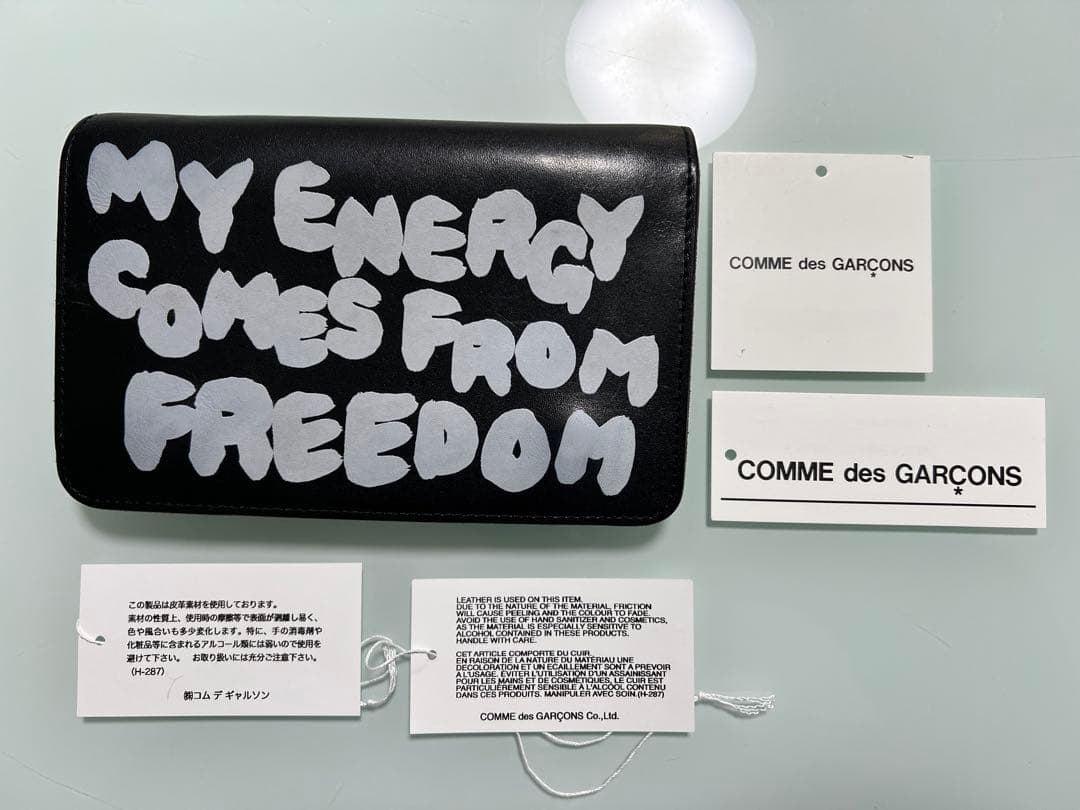 MY ENERGY
COMES FROM
FREEDOM
COMME des GARÇONS
COMME des GARÇONS
この製品は皮革素材を使用しております。
素材の性質上、使用時の摩擦等で表面が剥離し易く、
色や風合いも多少変化します。特に、手の消毒剤や
化粧品等に含まれるアルコール類には弱いので使用を
避けて下さい。 お取り扱いには充分ご注意下さい。
(H-287)
㈱コム デ ギャルソン
LEATHER IS USED ON THIS ITEM.
DUE TO THE NATURE OF THE MATERIAL, FRICTION
WILL CAUSE PEELING AND THE COLOUR TO FADE.
AVOID THE USE OF HAND SANITIZER AND COSMETICS,
AS THE MATERIAL IS ESPECIALLY SENSITIVE TO
ALCOHOL CONTAINED IN THESE PRODUCTS.
HANDLE WITH CARE.
CET ARTICLE COMPORTE DU CUIR.
EN RAISON DE LA NATURE DU MATÉRIAU UNE
DECOLORATION ET UN ECAILLEMENT SONT A PREVOIR
A L'USAGE. ÉVITER L'UTILISATION D'UN ASSAINISSANT
POUR LES MAINS ET DE COSMÉTIQUES, LE CUIR EST
PARTICULIÈREMENT SENSIBLE À L'ALCOOL CONTENU
DANS CES PRODUITS. MANIPULER AVEC SOIN.(H-287)
COMME des GARÇONS Co.,Ltd.